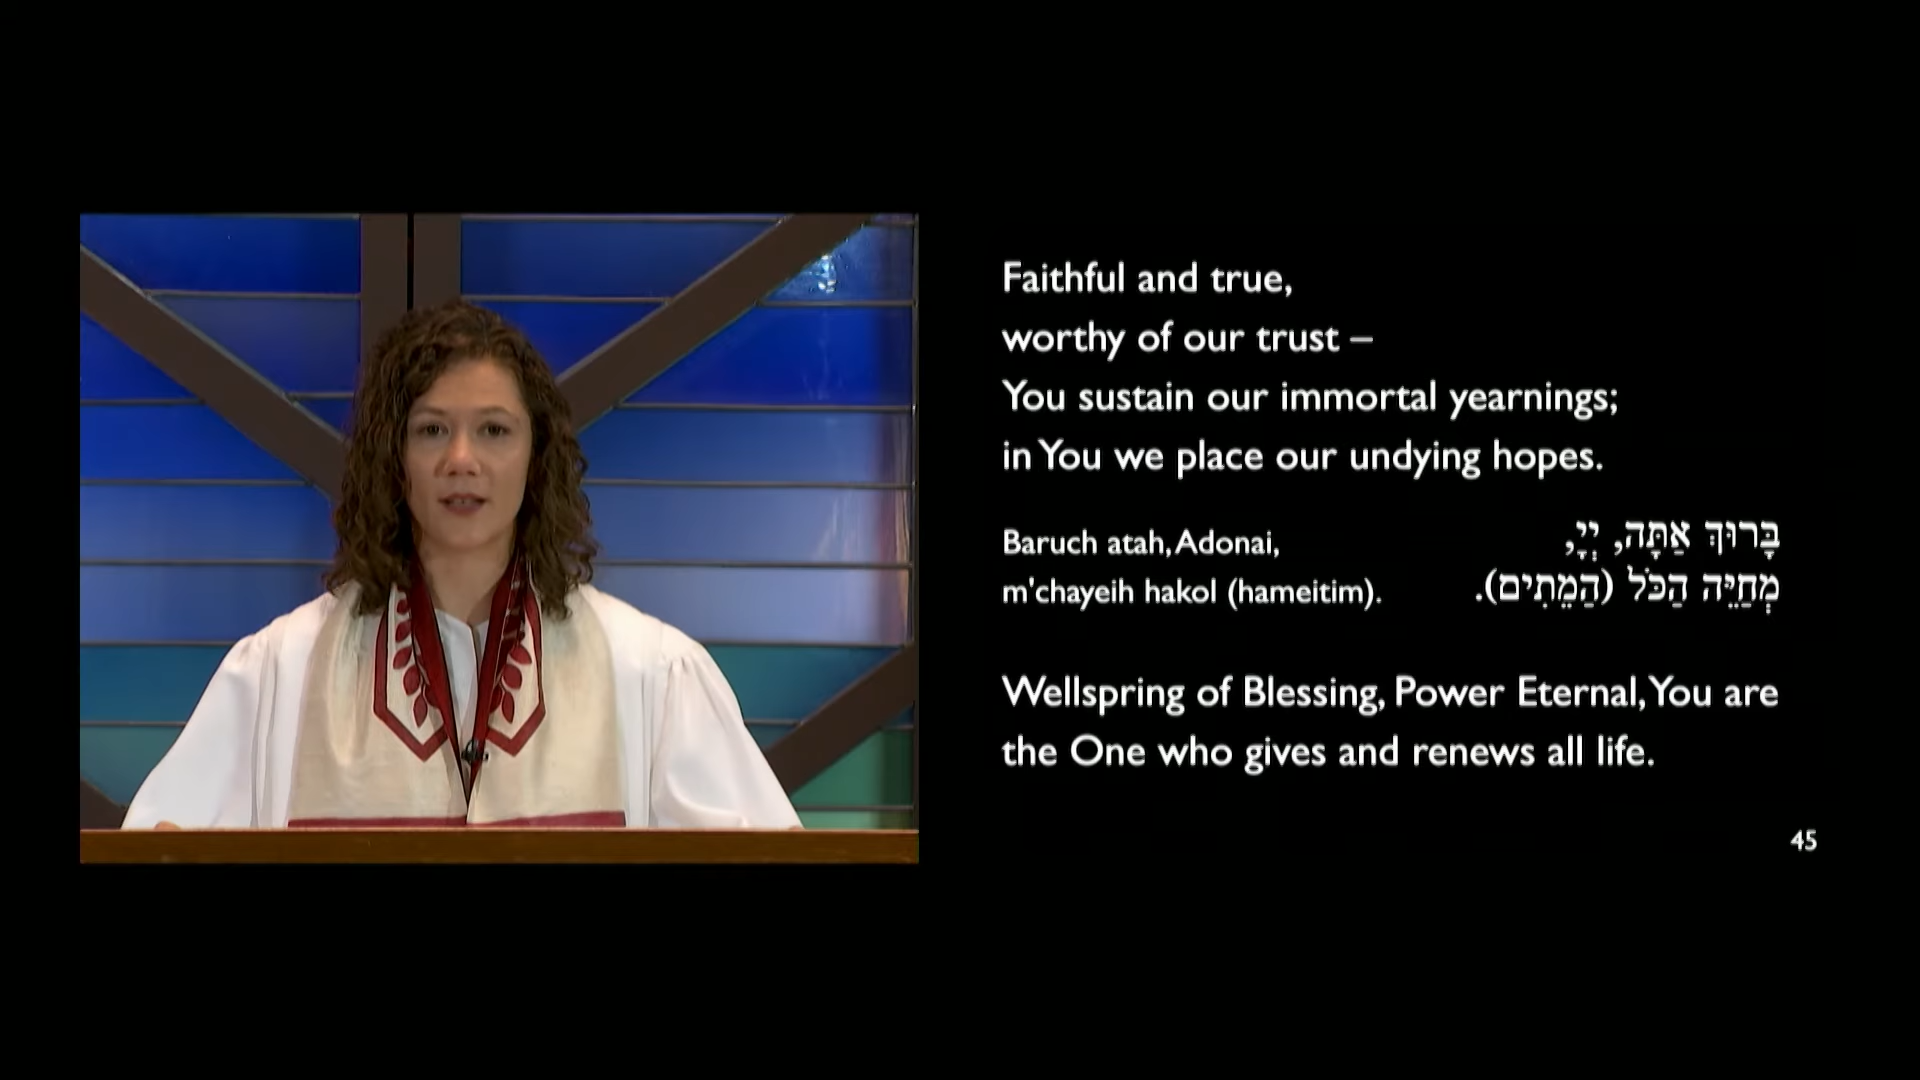 Faithful and true,
worthy of our trust –
You sustain our immortal yearnings;
in You we place our undying hopes.
Baruch atah, Adonai,
m'chayeih hakol (hameitim).
בָּרוּךְ אַתָּה, יְיָ,
מְחַיֵּה הַכֹּל (הַמֵּתִים).
Wellspring of Blessing, Power Eternal, You are
the One who gives and renews all life.
45